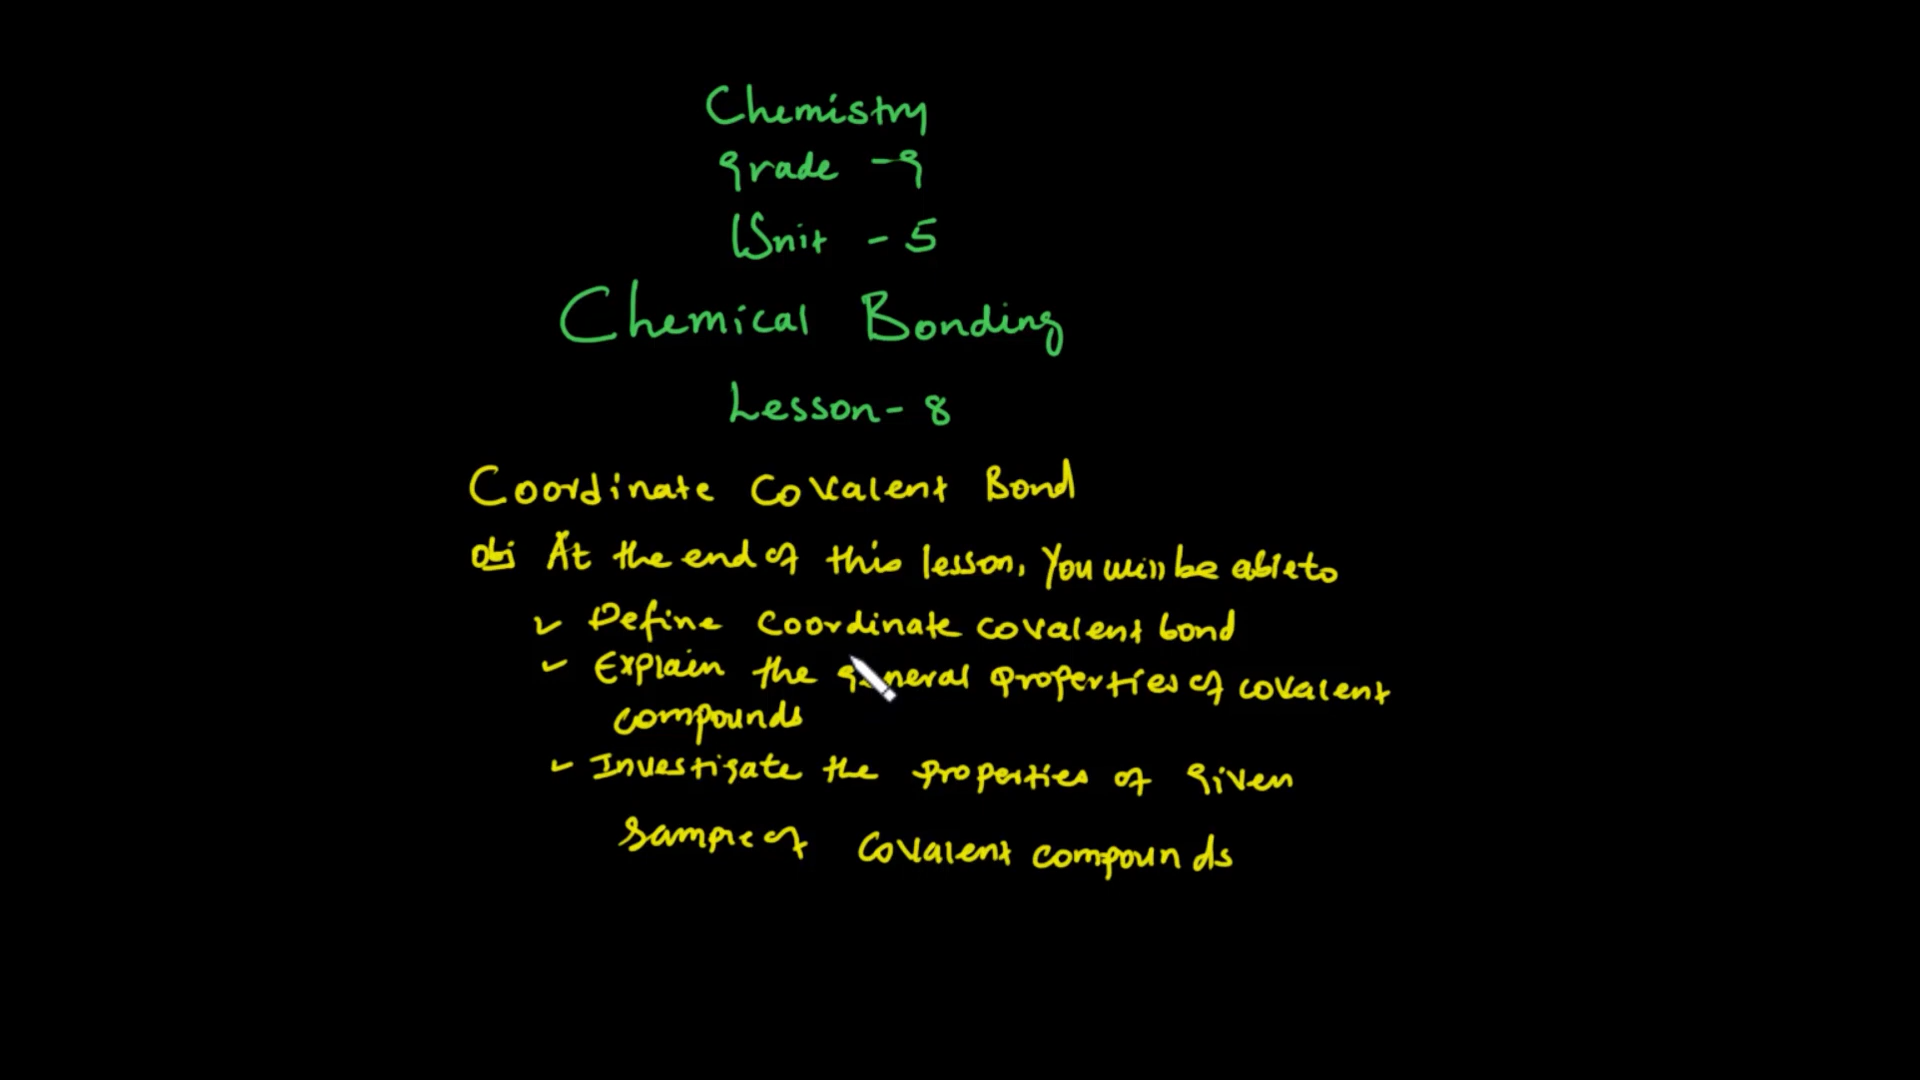 Chemistry
grade - 9
Unit - 5
Chemical Bonding
Lesson - 8
Coordinate Covalent Bond
Obj At the end of this lesson, You will be able to
✓ Define Coordinate covalent bond
✓ Explain the general properties of covalent
compounds
✓ Investigate the properties of given
sample of covalent compounds